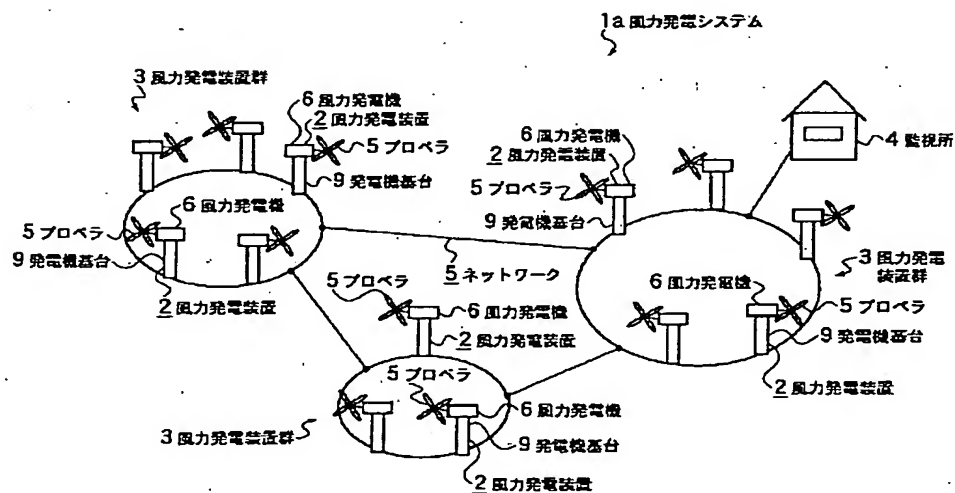 1a 風力発電システム
3 風力発電装置群
6 風力発電機
2 風力発電装置
5 プロペラ
9 発電機基台
6 風力発電機
5 プロペラ
9 発電機基台
2 風力発電装置
6 風力発電機
2 風力発電装置
5 プロペラ
9 発電機基台
4 監視所
5 ネットワーク
3 風力発電
装置群
6 風力発電機
5 プロペラ
9 発電機基台
2 風力発電装置
5 プロペラ
6 風力発電機
2 風力発電装置
5 プロペラ
6 風力発電機
3 風力発電装置群
9 発電機基台
2 風力発電装置